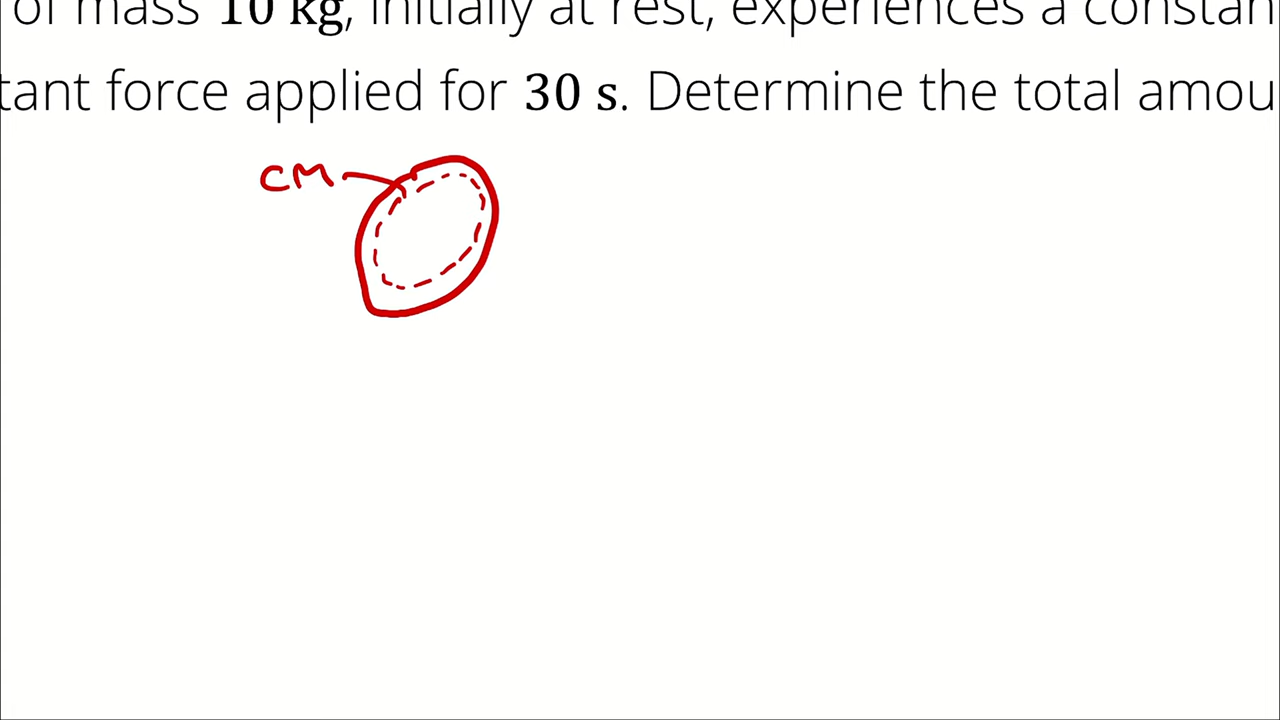 of mass 10 kg, initially at rest, experiences a constan
tant force applied for 30 s. Determine the total amou
CM